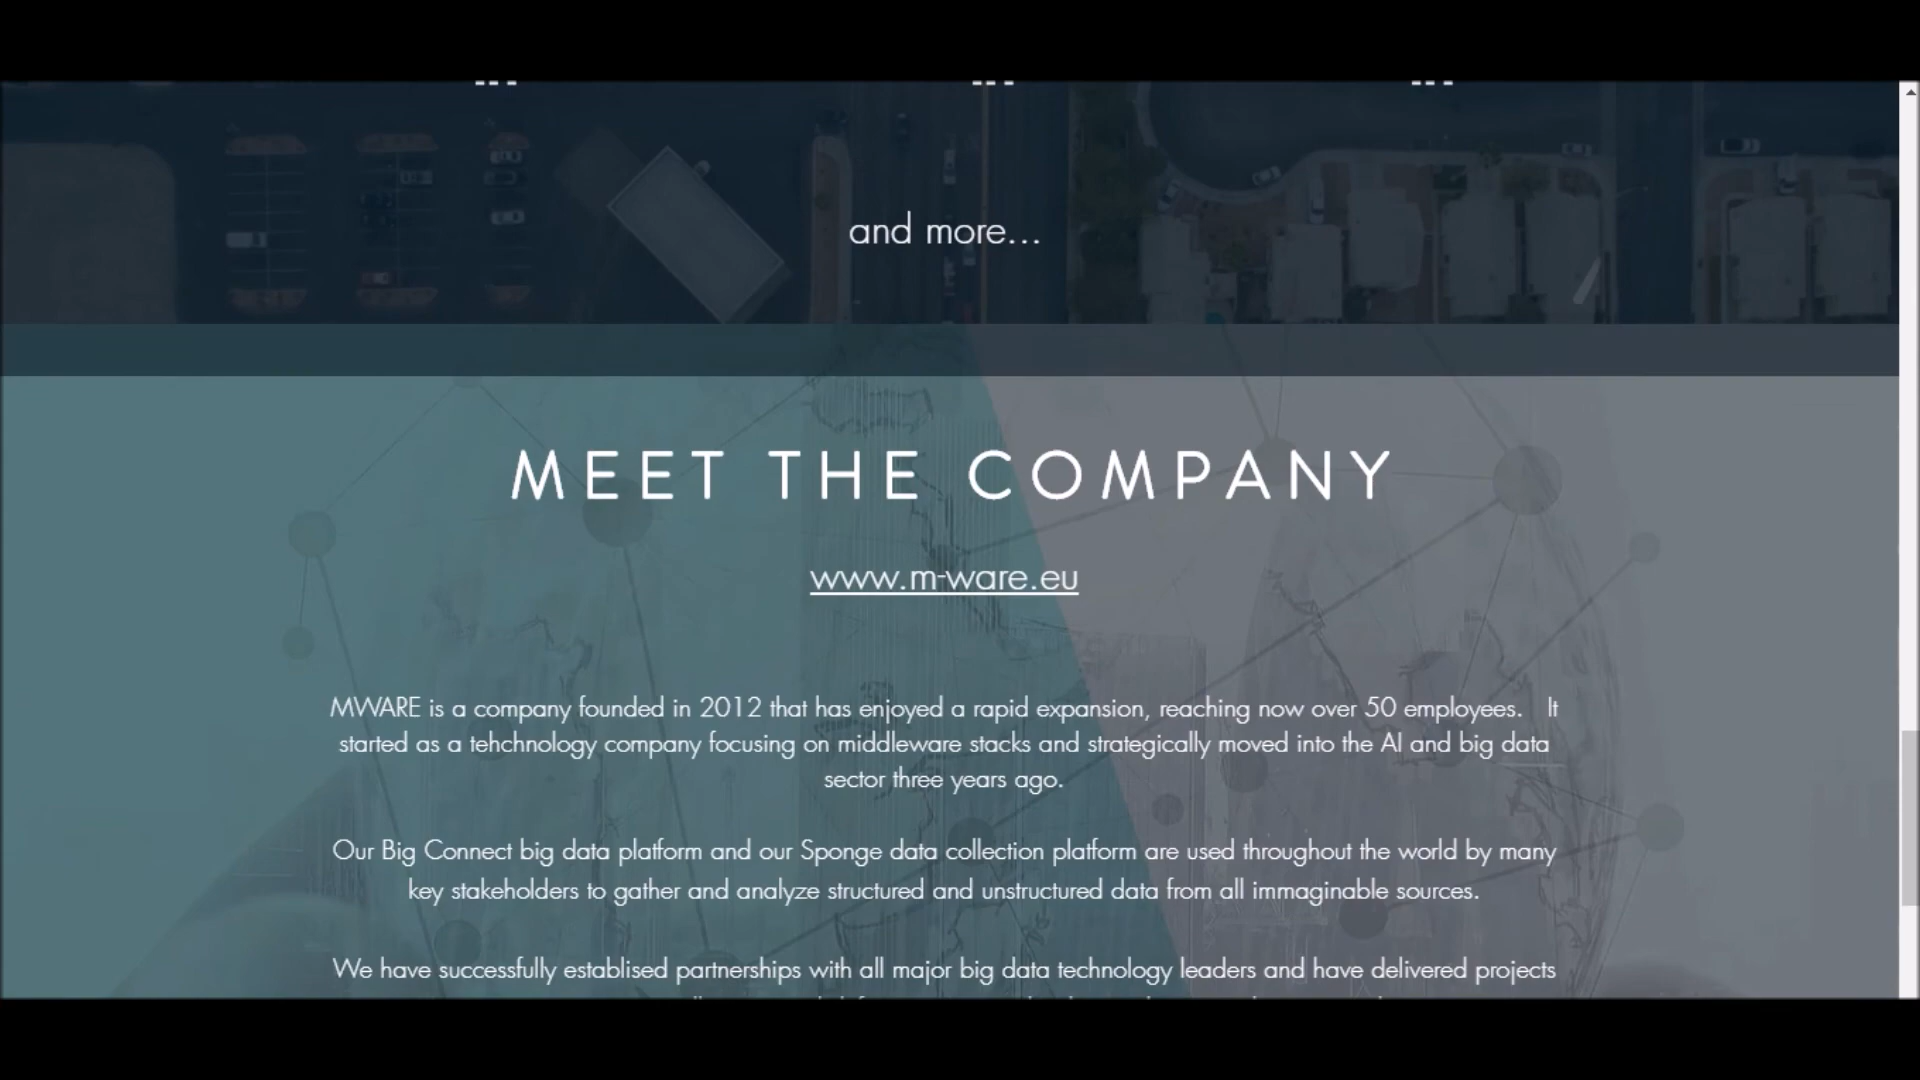 and more...
MEET THE COMPANY
www.m-ware.eu
MWARE is a company founded in 2012 that has enjoyed a rapid expansion, reaching now over 50 employees. It
started as a tehchnology company focusing on middleware stacks and strategically moved into the AI and big data
sector three years ago.
Our Big Connect big data platform and our Sponge data collection platform are used throughout the world by many
key stakeholders to gather and analyze structured and unstructured data from all immaginable sources.
We have successfully establised partnerships with all major big data technology leaders and have delivered projects